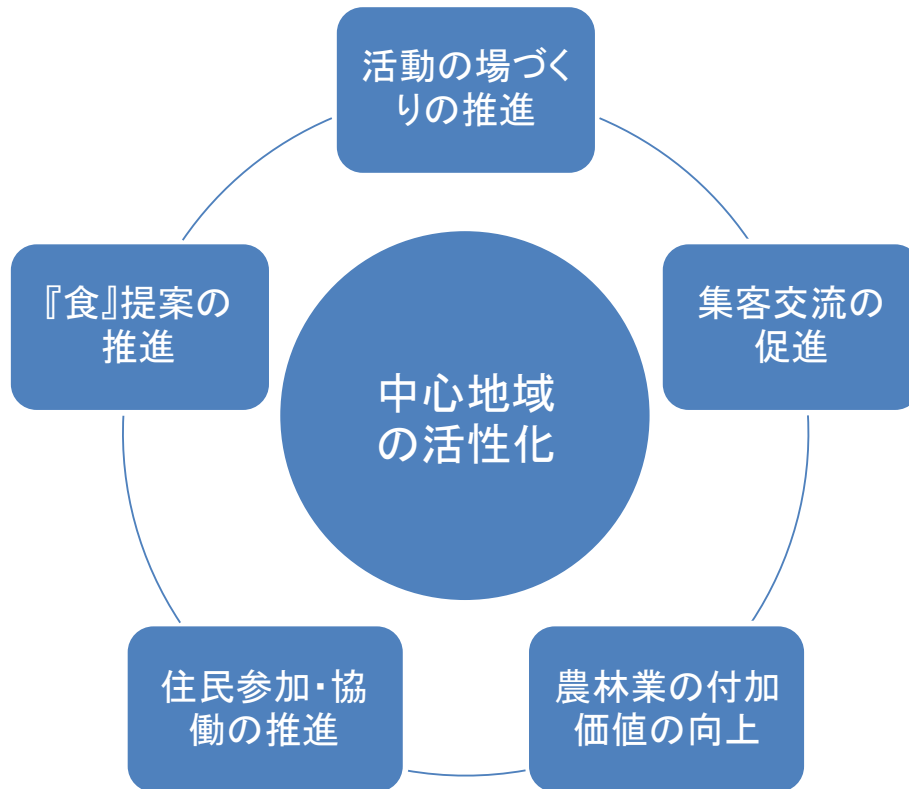 活動の場づく
りの推進
『食』提案の
推進
集客交流の
促進
中心地域
の活性化
住民参加・協
働の推進
農林業の付加
価値の向上